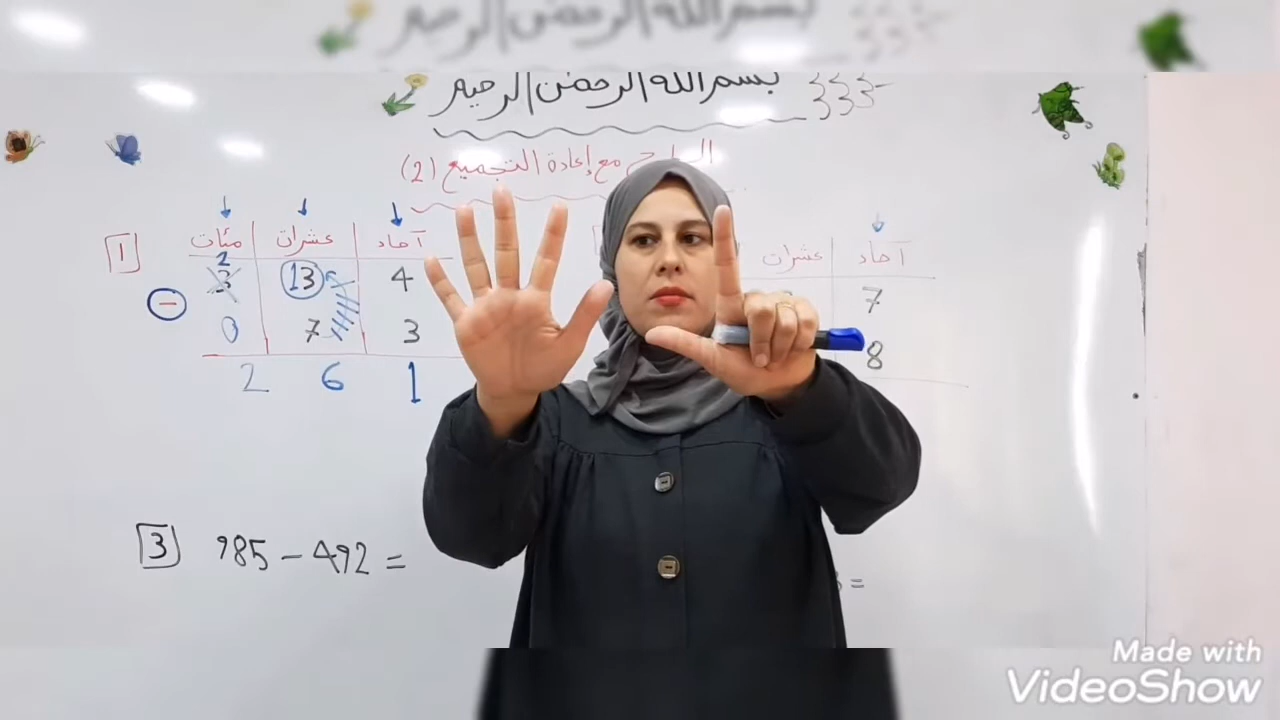 بسم الله الرحمن الرحيم
مع إعادة التجميع (2)
1
مئات عشرات آحاد
2
3 13 4
−
0 7 3
2 6 1
عشرات آحاد
7
8
3 985 − 492 =
=
Made with
VideoShow